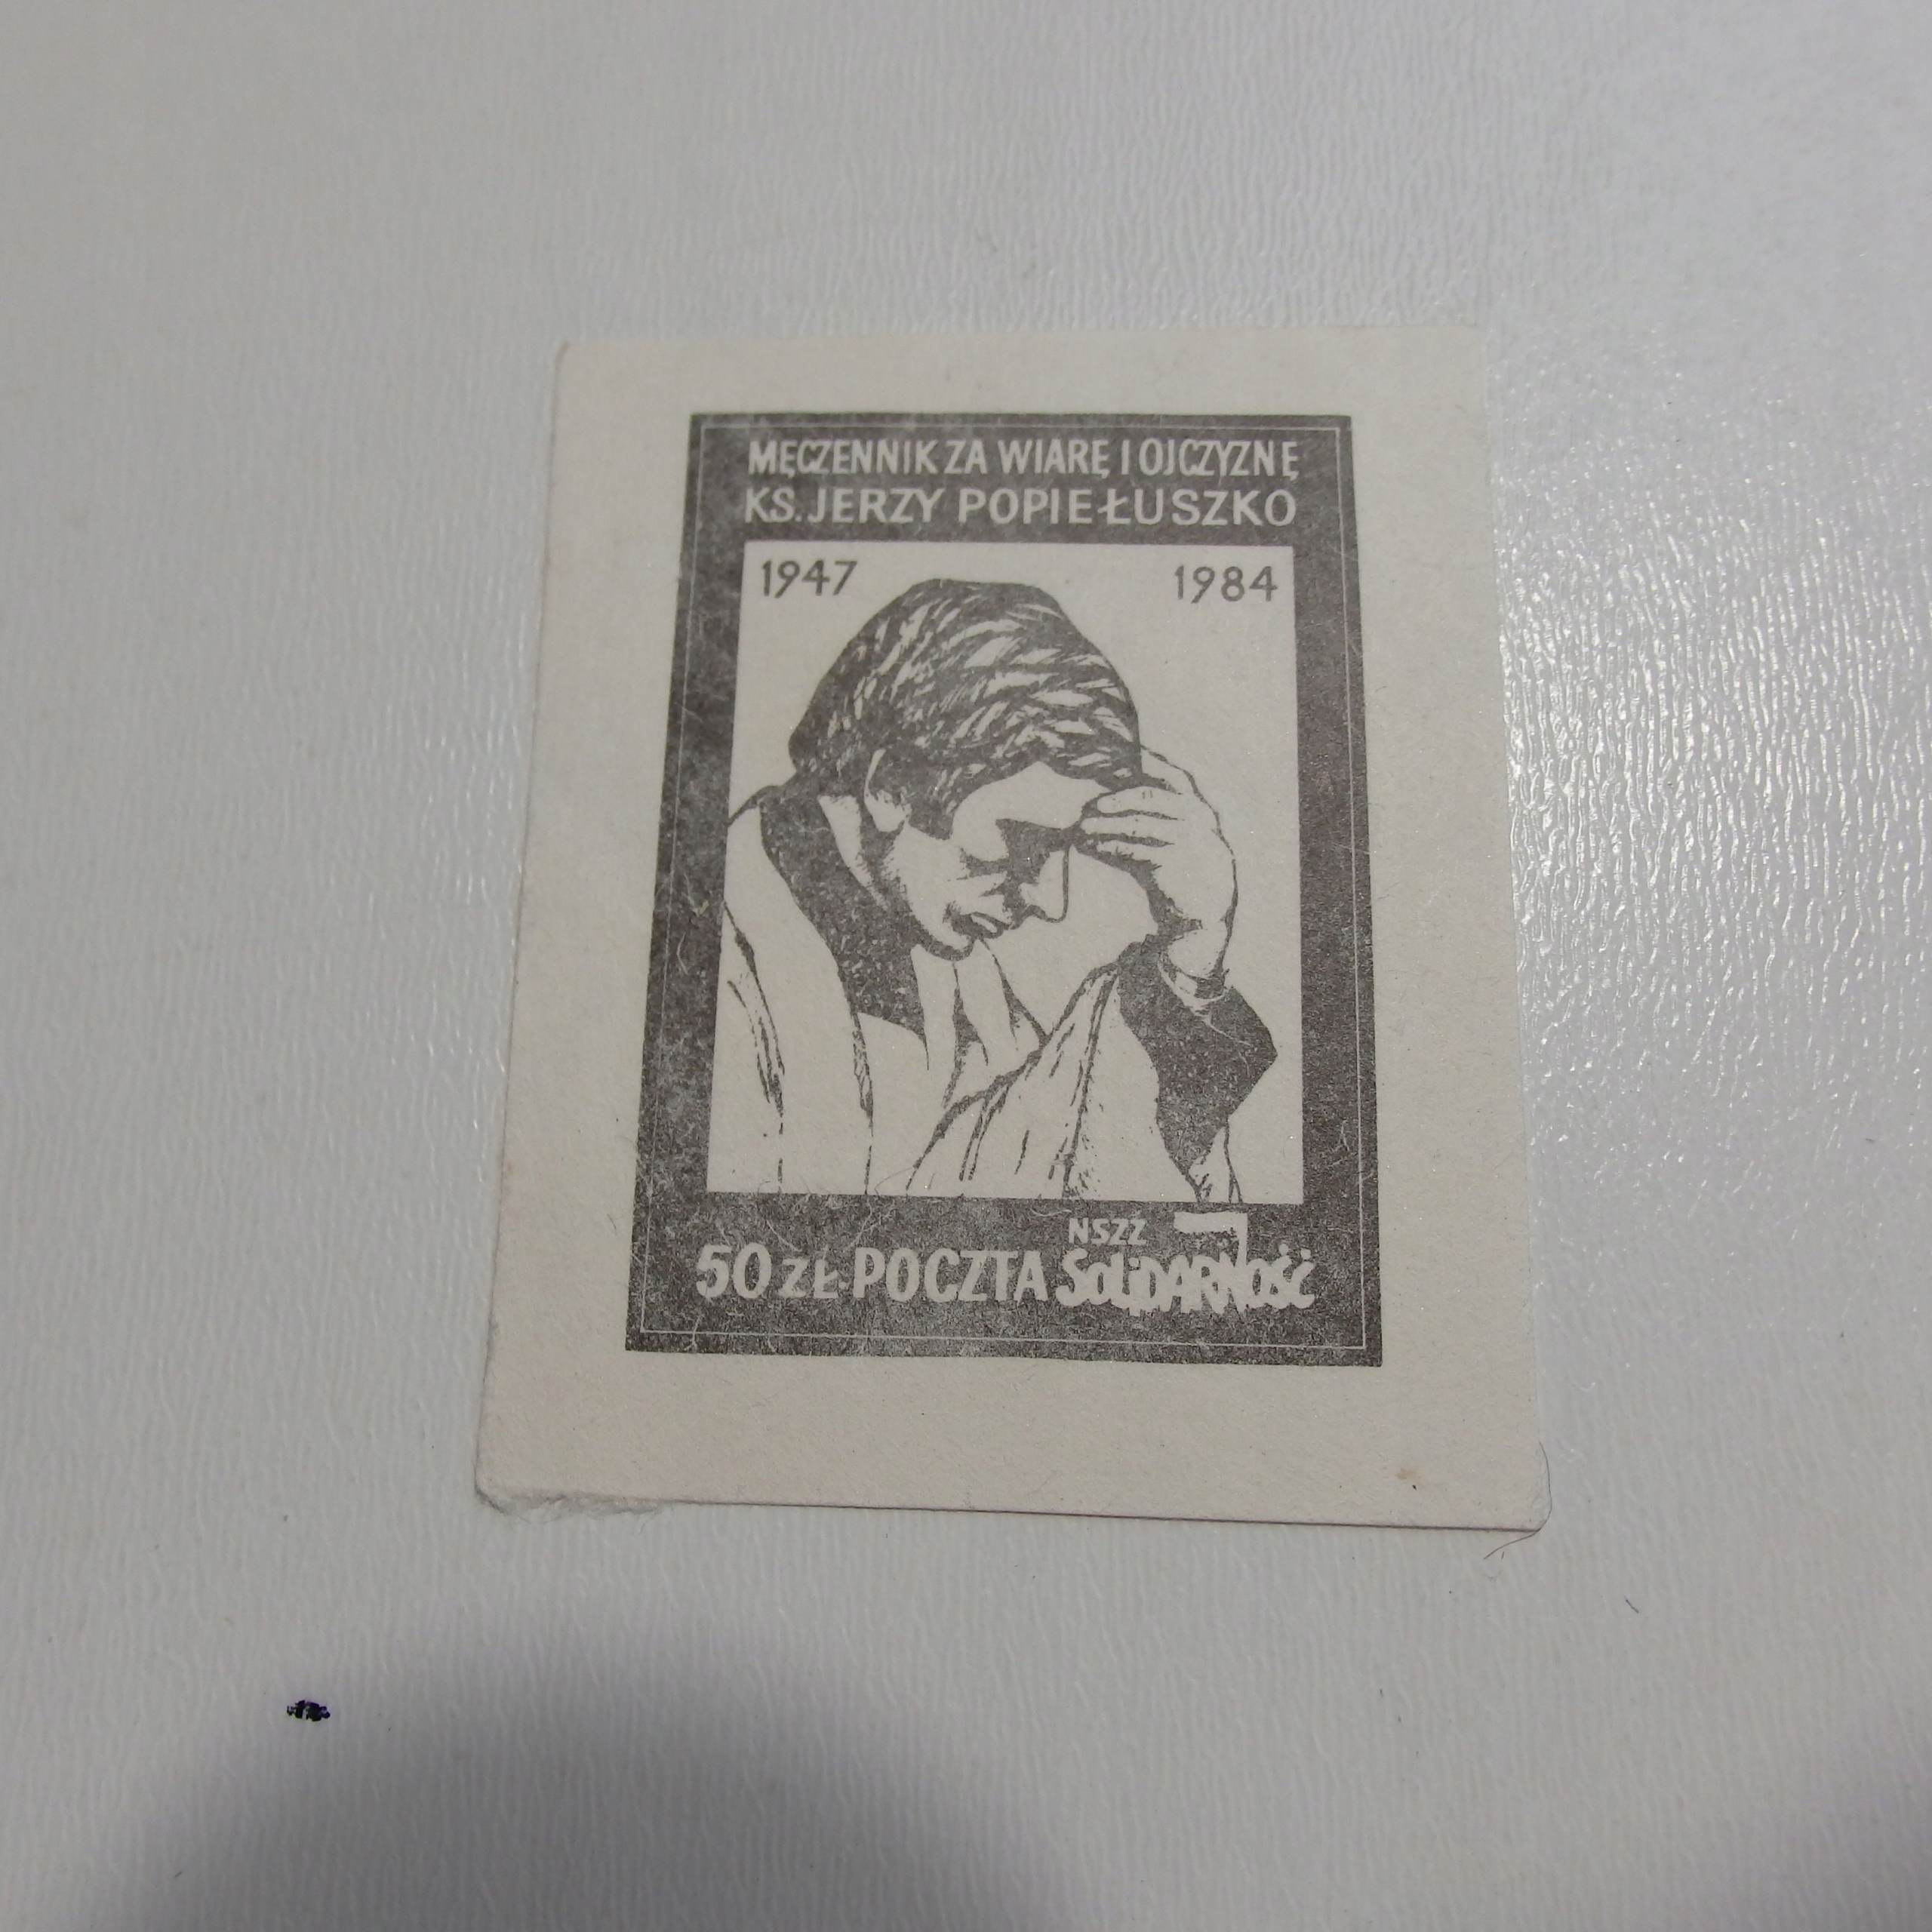 MĘCZENNIK ZA WIARĘ I OJCZYZNĘ
KS. JERZY POPIEŁUSZKO
1947 1984
NSZZ
50 ZŁ POCZTA SOLIDARNOŚĆ